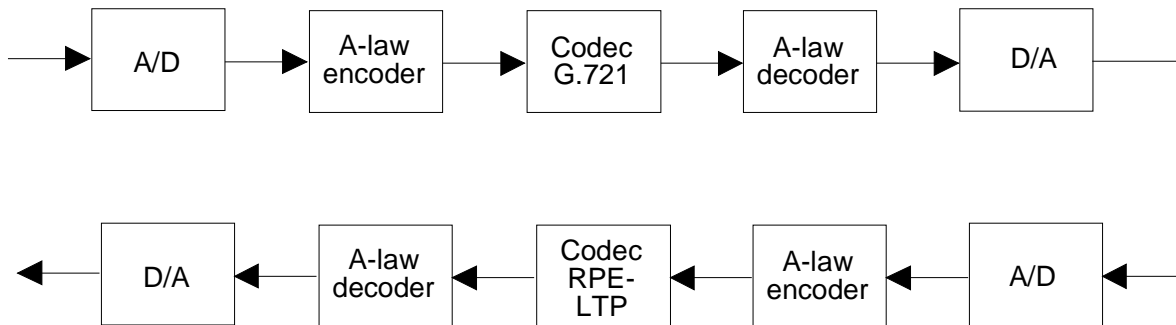 A/D
A-law
encoder
Codec
G.721
A-law
decoder
D/A
D/A
A-law
decoder
Codec
RPE-
LTP
A-law
encoder
A/D